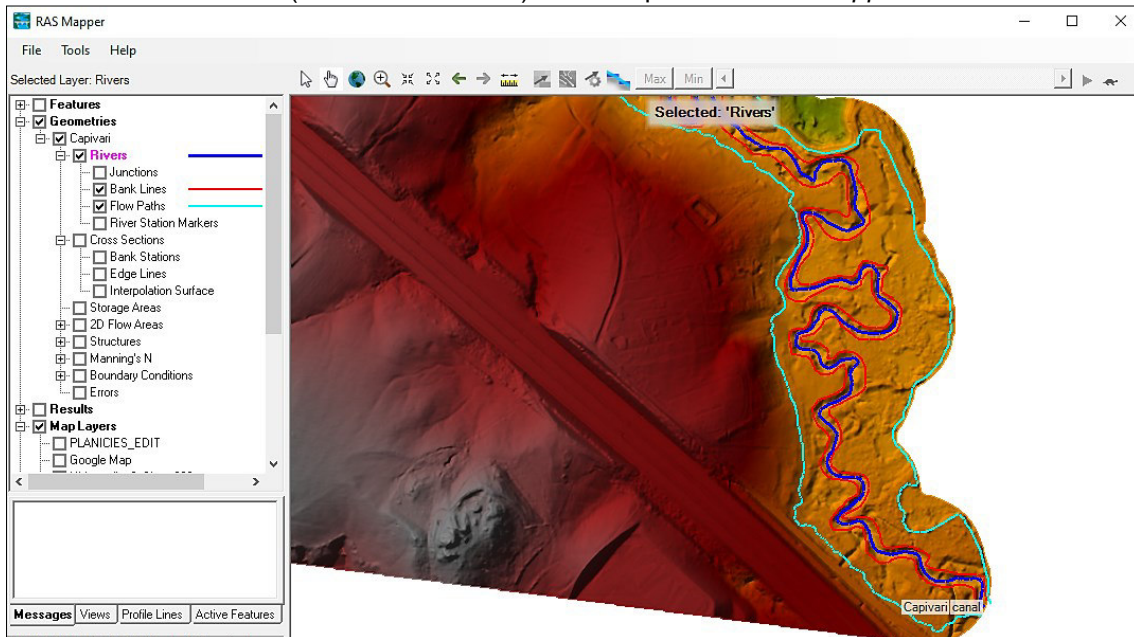 RAS Mapper
File Tools Help
Selected Layer: Rivers
Max Min
Features
Geometries
Capivari
Rivers
Junctions
Bank Lines
Flow Paths
River Station Markers
Cross Sections
Bank Stations
Edge Lines
Interpolation Surface
Storage Areas
2D Flow Areas
Structures
Manning's N
Boundary Conditions
Errors
Results
Map Layers
PLANICIES_EDIT
Google Map
Messages Views Profile Lines Active Features
Selected: 'Rivers'
Capivari canal